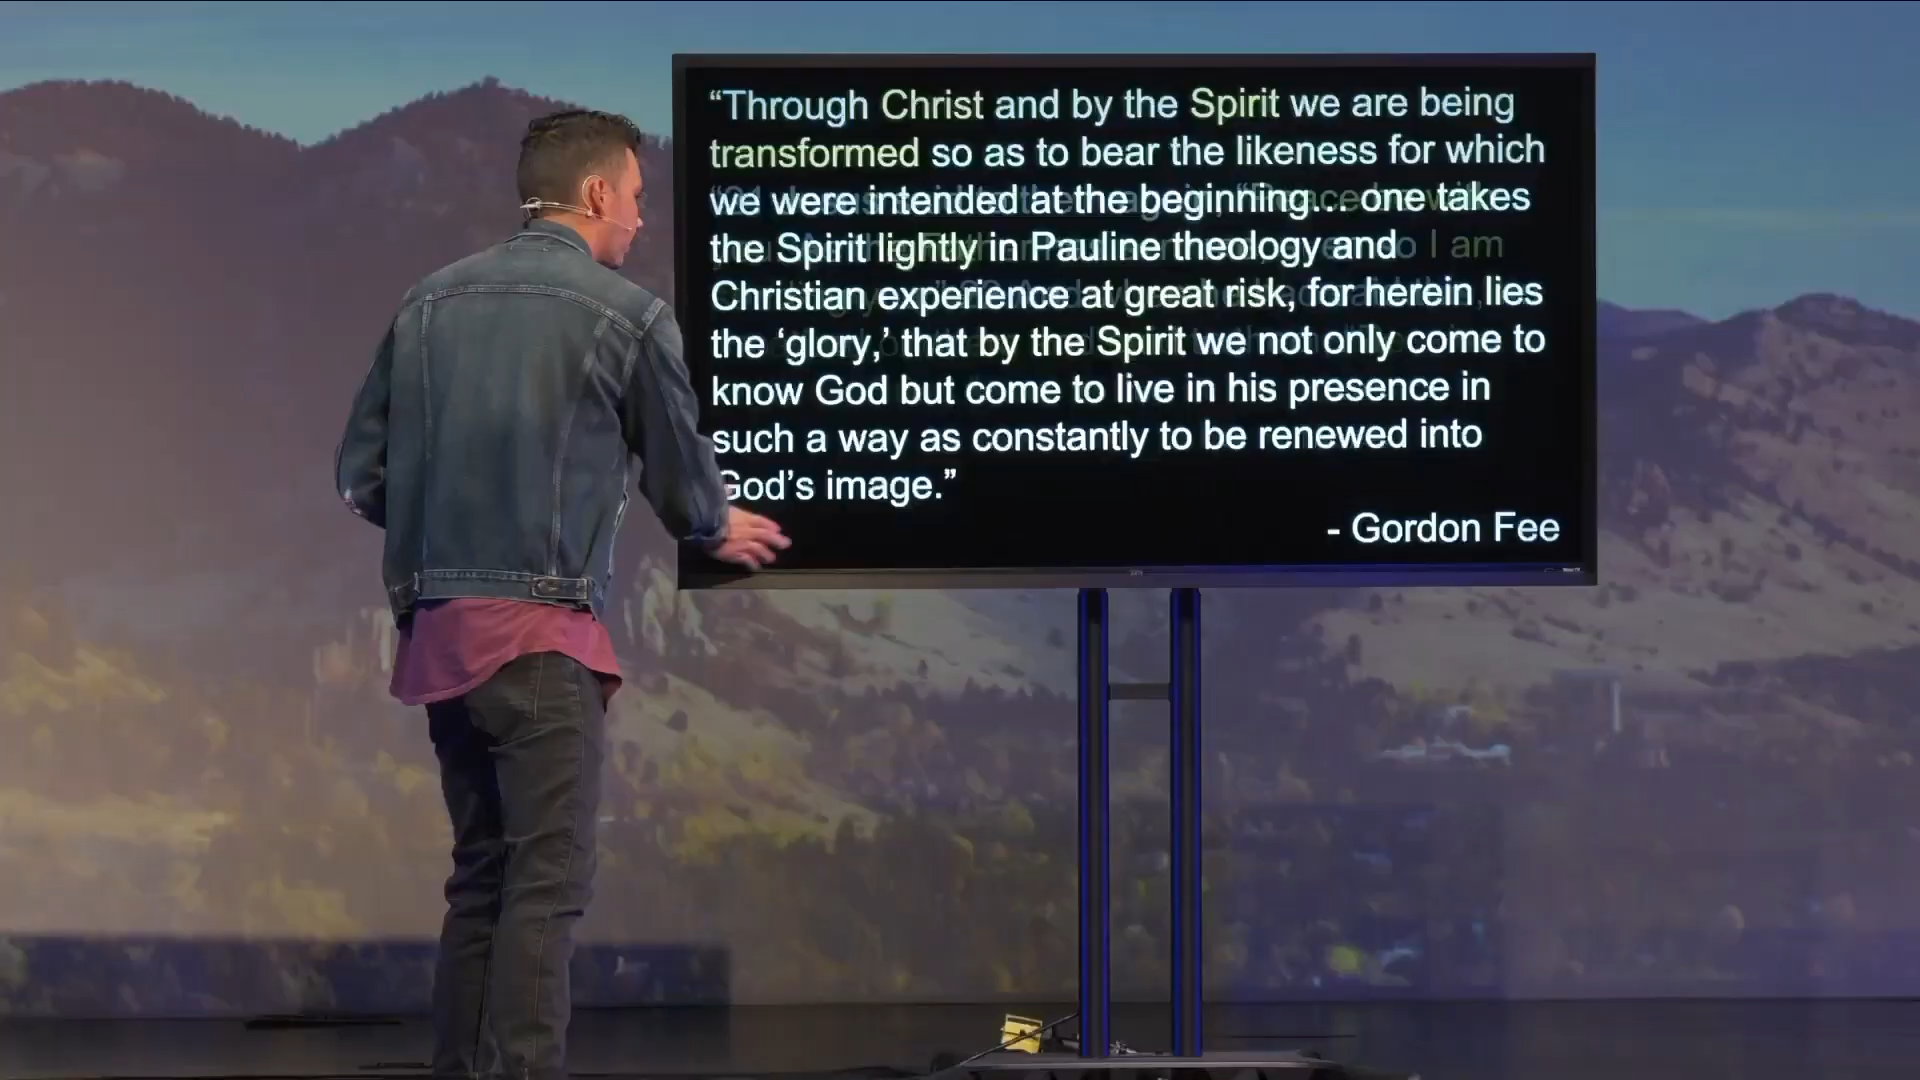 “Through Christ and by the Spirit we are being
transformed so as to bear the likeness for which
we were intended at the beginning... one takes
the Spirit lightly in Pauline theology and
Christian experience at great risk, for herein lies
the ‘glory,’ that by the Spirit we not only come to
know God but come to live in his presence in
such a way as constantly to be renewed into
God’s image.”
- Gordon Fee